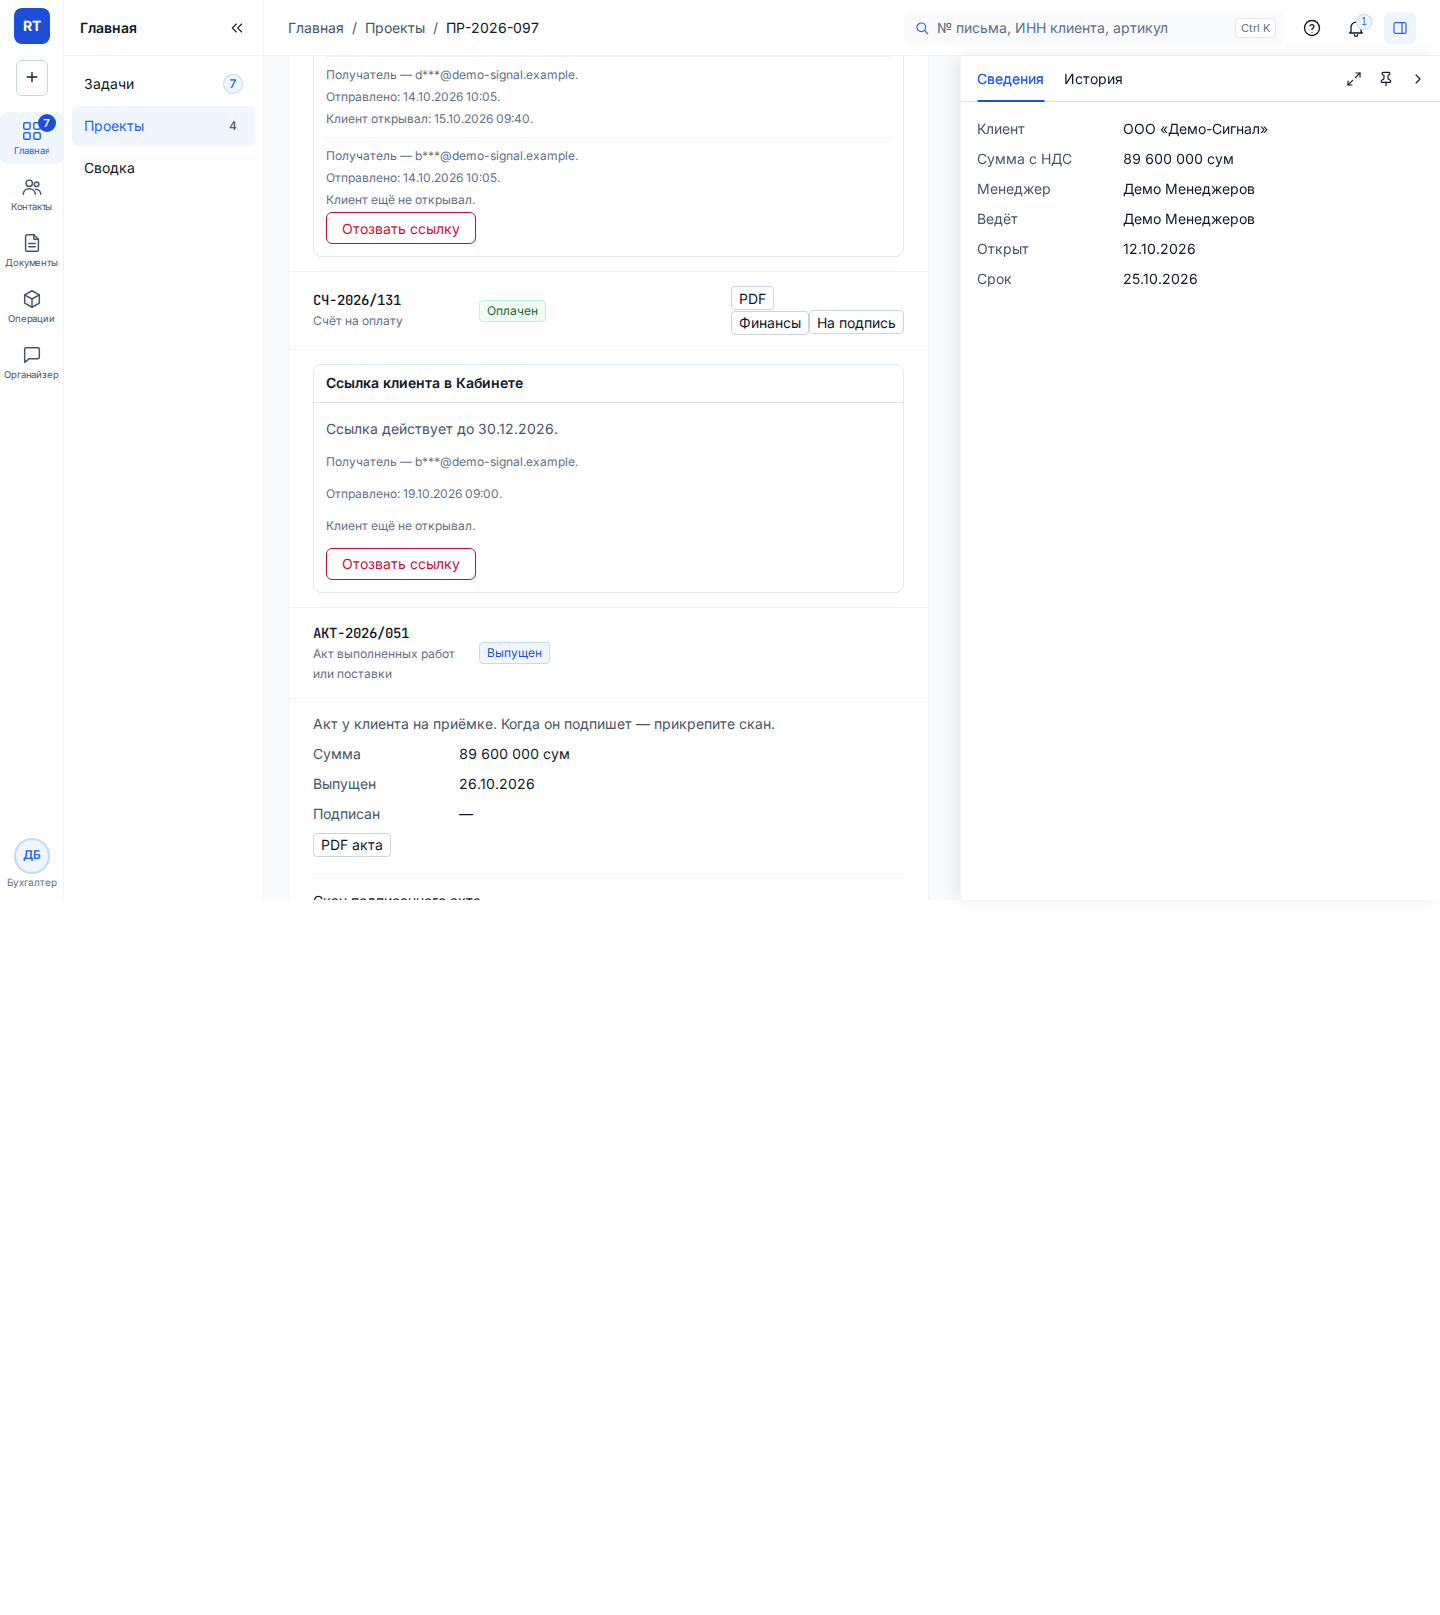 RT
Главная
Главная / Проекты / ПР-2026-097
№ письма, ИНН клиента, артикул
Ctrl K
1
+
7
Главная
Контакты
Документы
Операции
Органайзер
ДБ
Бухгалтер
Задачи 7
Проекты 4
Сводка
Получатель — d***@demo-signal.example.
Отправлено: 14.10.2026 10:05.
Клиент открывал: 15.10.2026 09:40.
Получатель — b***@demo-signal.example.
Отправлено: 14.10.2026 10:05.
Клиент ещё не открывал.
Отозвать ссылку
СЧ-2026/131
Счёт на оплату
Оплачен
PDF
Финансы На подпись
Ссылка клиента в Кабинете
Ссылка действует до 30.12.2026.
Получатель — b***@demo-signal.example.
Отправлено: 19.10.2026 09:00.
Клиент ещё не открывал.
Отозвать ссылку
АКТ-2026/051
Акт выполненных работ
или поставки
Выпущен
Акт у клиента на приёмке. Когда он подпишет — прикрепите скан.
Сумма 89 600 000 сум
Выпущен 26.10.2026
Подписан —
PDF акта
Скан подписанного акта
Сведения История
Клиент ООО «Демо-Сигнал»
Сумма с НДС 89 600 000 сум
Менеджер Демо Менеджеров
Ведёт Демо Менеджеров
Открыт 12.10.2026
Срок 25.10.2026